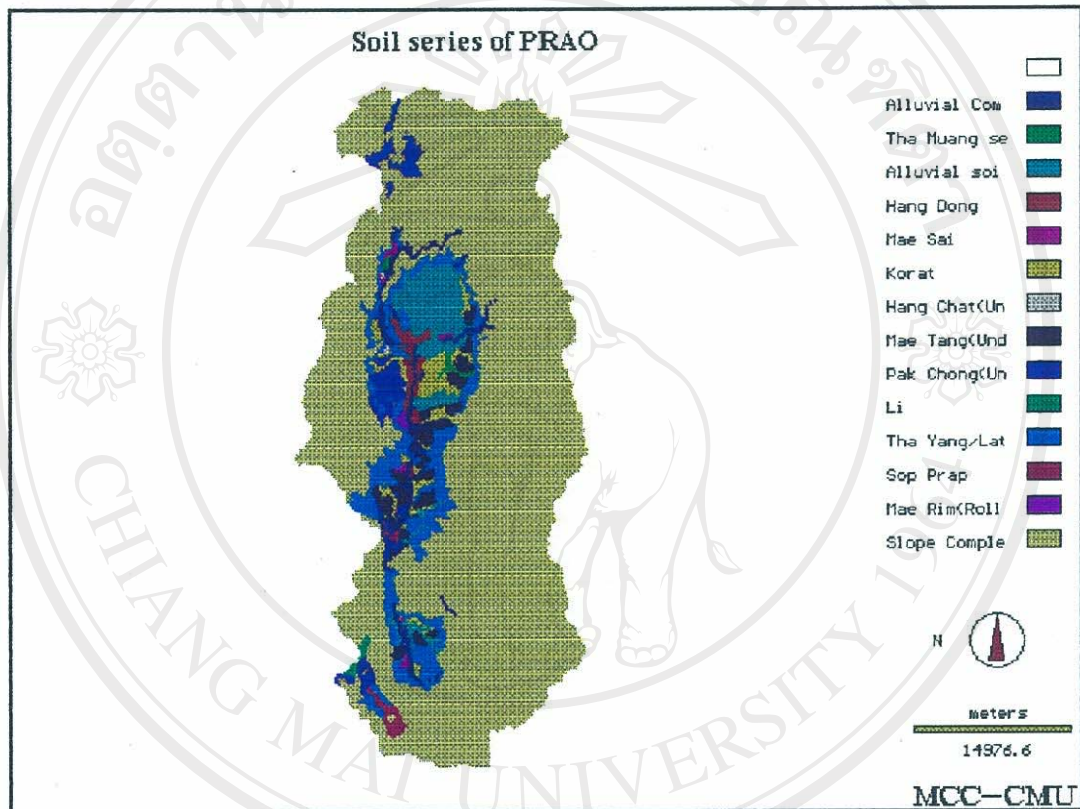 Soil series of PRAO
Alluvial Com
Tha Muang se
Alluvial soi
Hang Dong
Mae Sai
Korat
Hang Chat(Un
Mae Tang(Und
Pak Chong(Un
Li
Tha Yang/Lat
Sop Prap
Mae Rim(Roll
Slope Comple
N
meters
14976.6
MCC-CMU
CHIANG MAI UNIVERSITY 1964